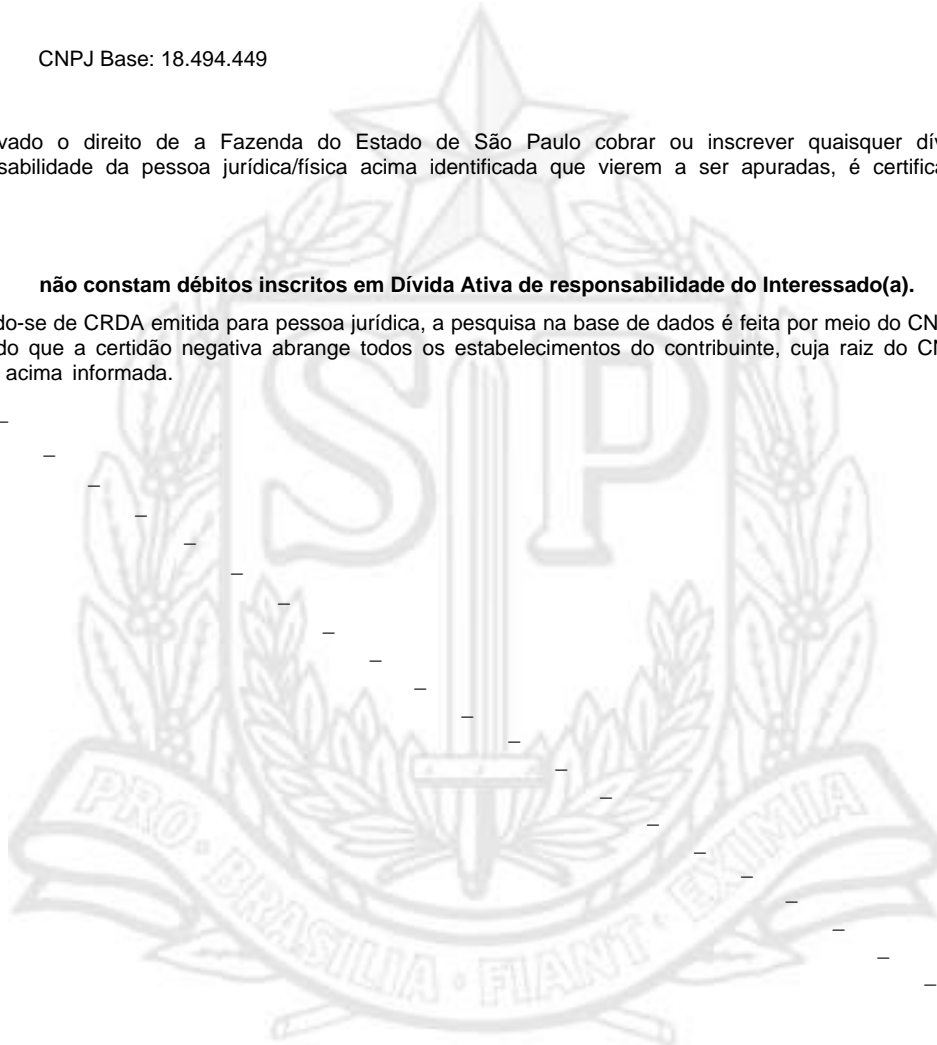 CNPJ Base: 18.494.449
vado o direito de a Fazenda do Estado de São Paulo cobrar ou inscrever quaisquer dív
sabilidade da pessoa jurídica/física acima identificada que vierem a ser apuradas, é certifica
não constam débitos inscritos em Dívida Ativa de responsabilidade do Interessado(a).
do-se de CRDA emitida para pessoa jurídica, a pesquisa na base de dados é feita por meio do CN
do que a certidão negativa abrange todos os estabelecimentos do contribuinte, cuja raiz do CN
acima informada.
SP
PRO · BRASILIA · FIANT · EXIMIA